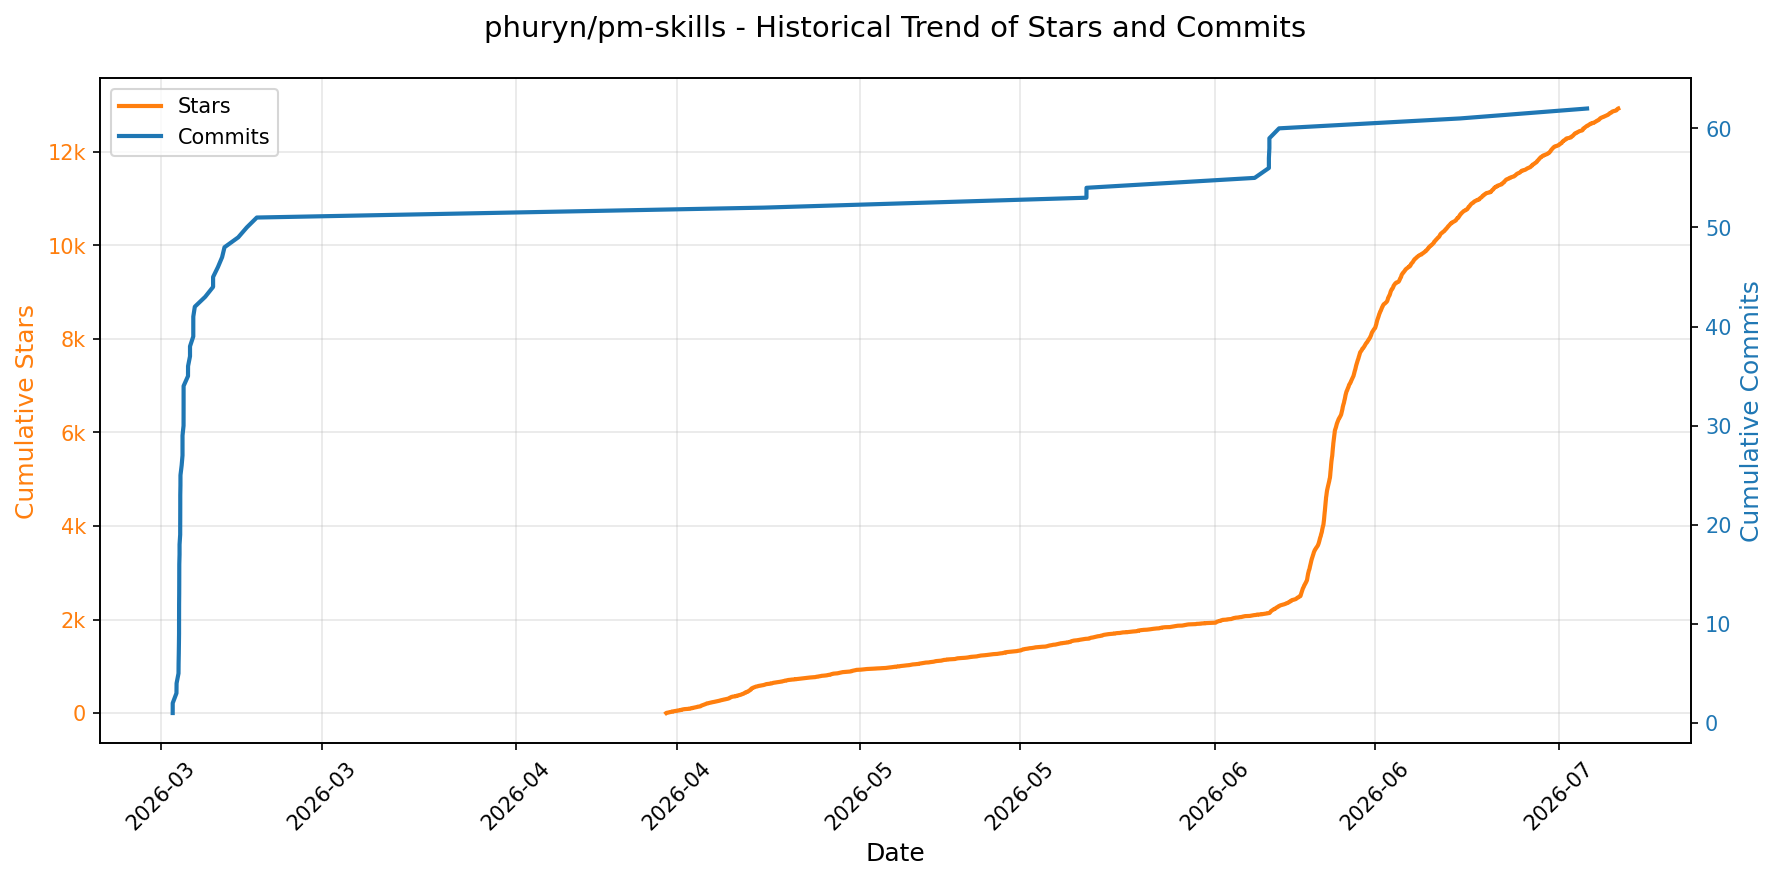 phuryn/pm-skills - Historical Trend of Stars and Commits
Stars
Commits
12k
10k
8k
6k
4k
2k
0
Cumulative Stars
60
50
40
30
20
10
0
Cumulative Commits
2026-03
2026-03
2026-04
2026-04
2026-05
2026-05
2026-06
2026-06
2026-07
Date